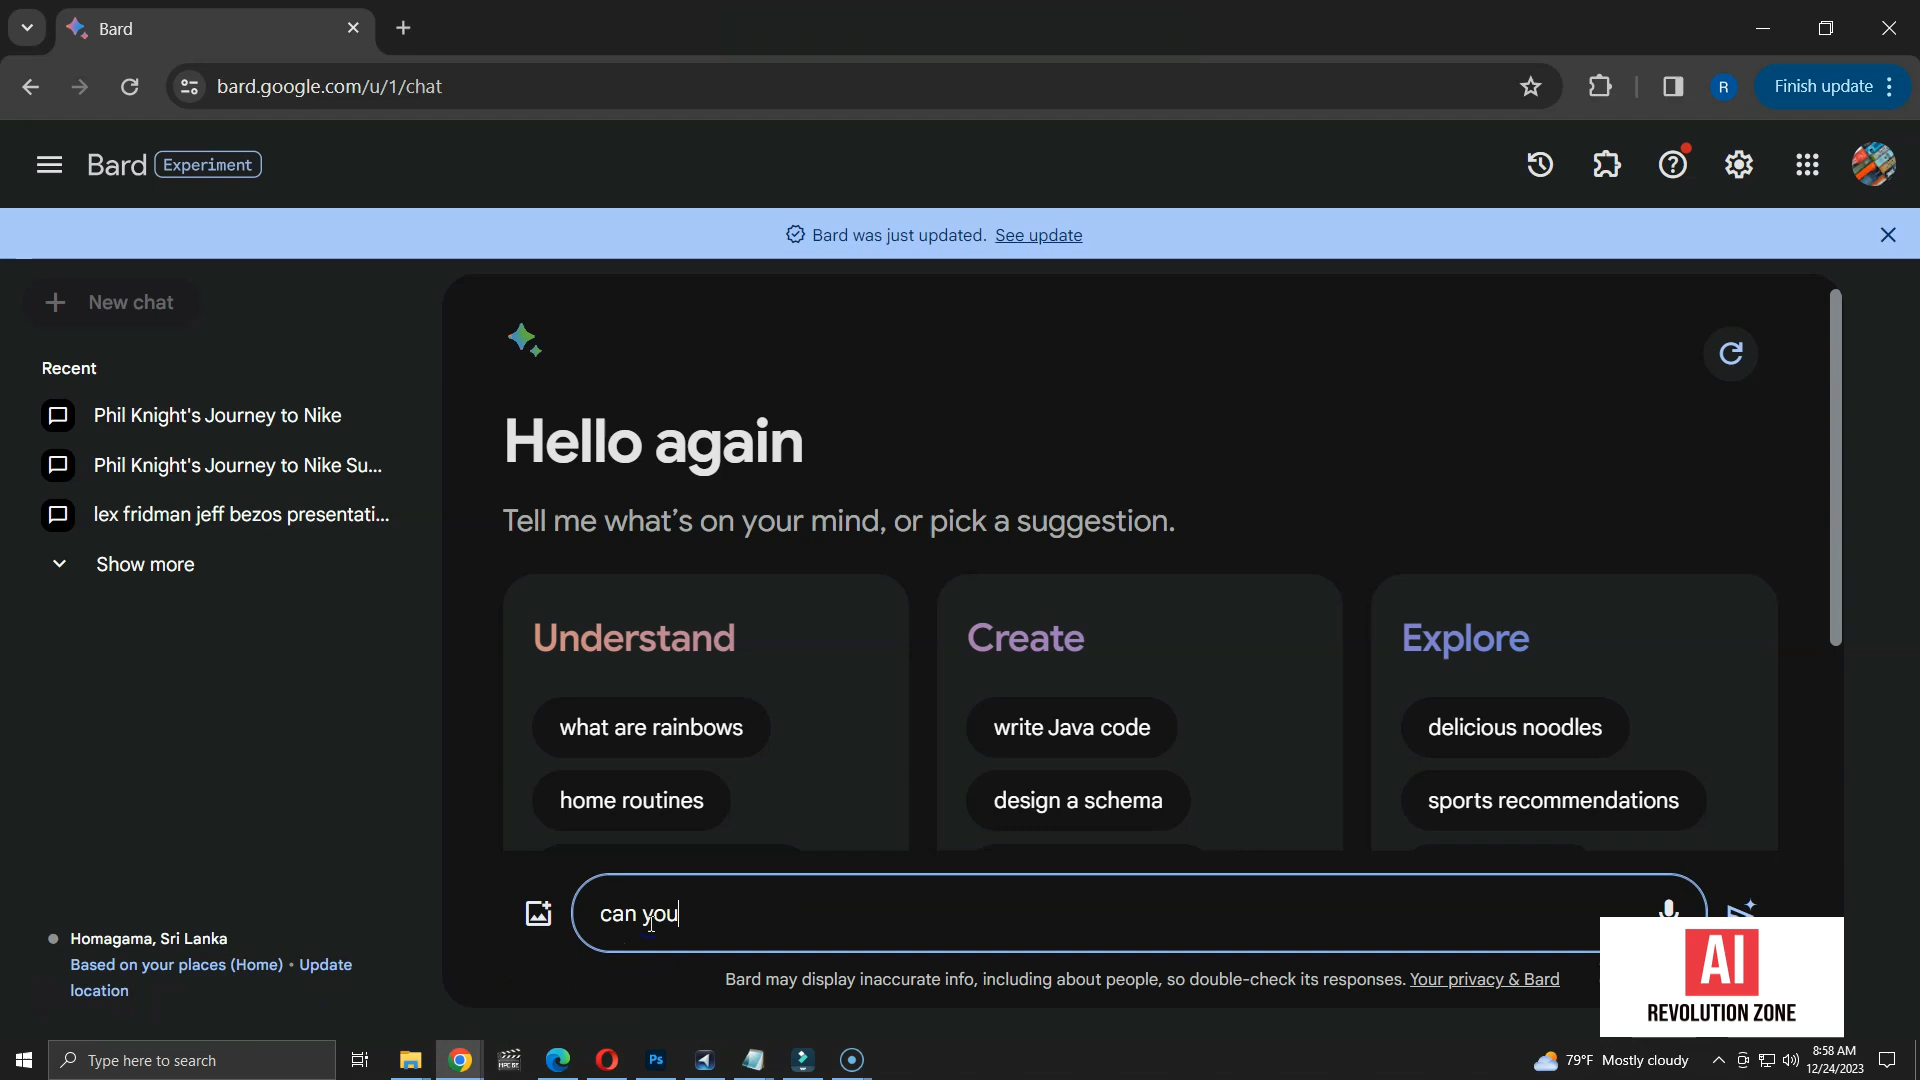 Bard
bard.google.com/u/1/chat
R
Finish update
Bard Experiment
Bard was just updated. See update
New chat
Recent
Phil Knight's Journey to Nike
Phil Knight's Journey to Nike Su...
lex fridman jeff bezos presentati...
Show more
Hello again
Tell me what's on your mind, or pick a suggestion.
Understand
what are rainbows
home routines
Create
write Java code
design a schema
Explore
delicious noodles
sports recommendations
can you
Bard may display inaccurate info, including about people, so double-check its responses. Your privacy & Bard
Homagama, Sri Lanka
Based on your places (Home) • Update
location
AI
REVOLUTION ZONE
Type here to search
Ps
79°F Mostly cloudy
8:58 AM
12/24/2023